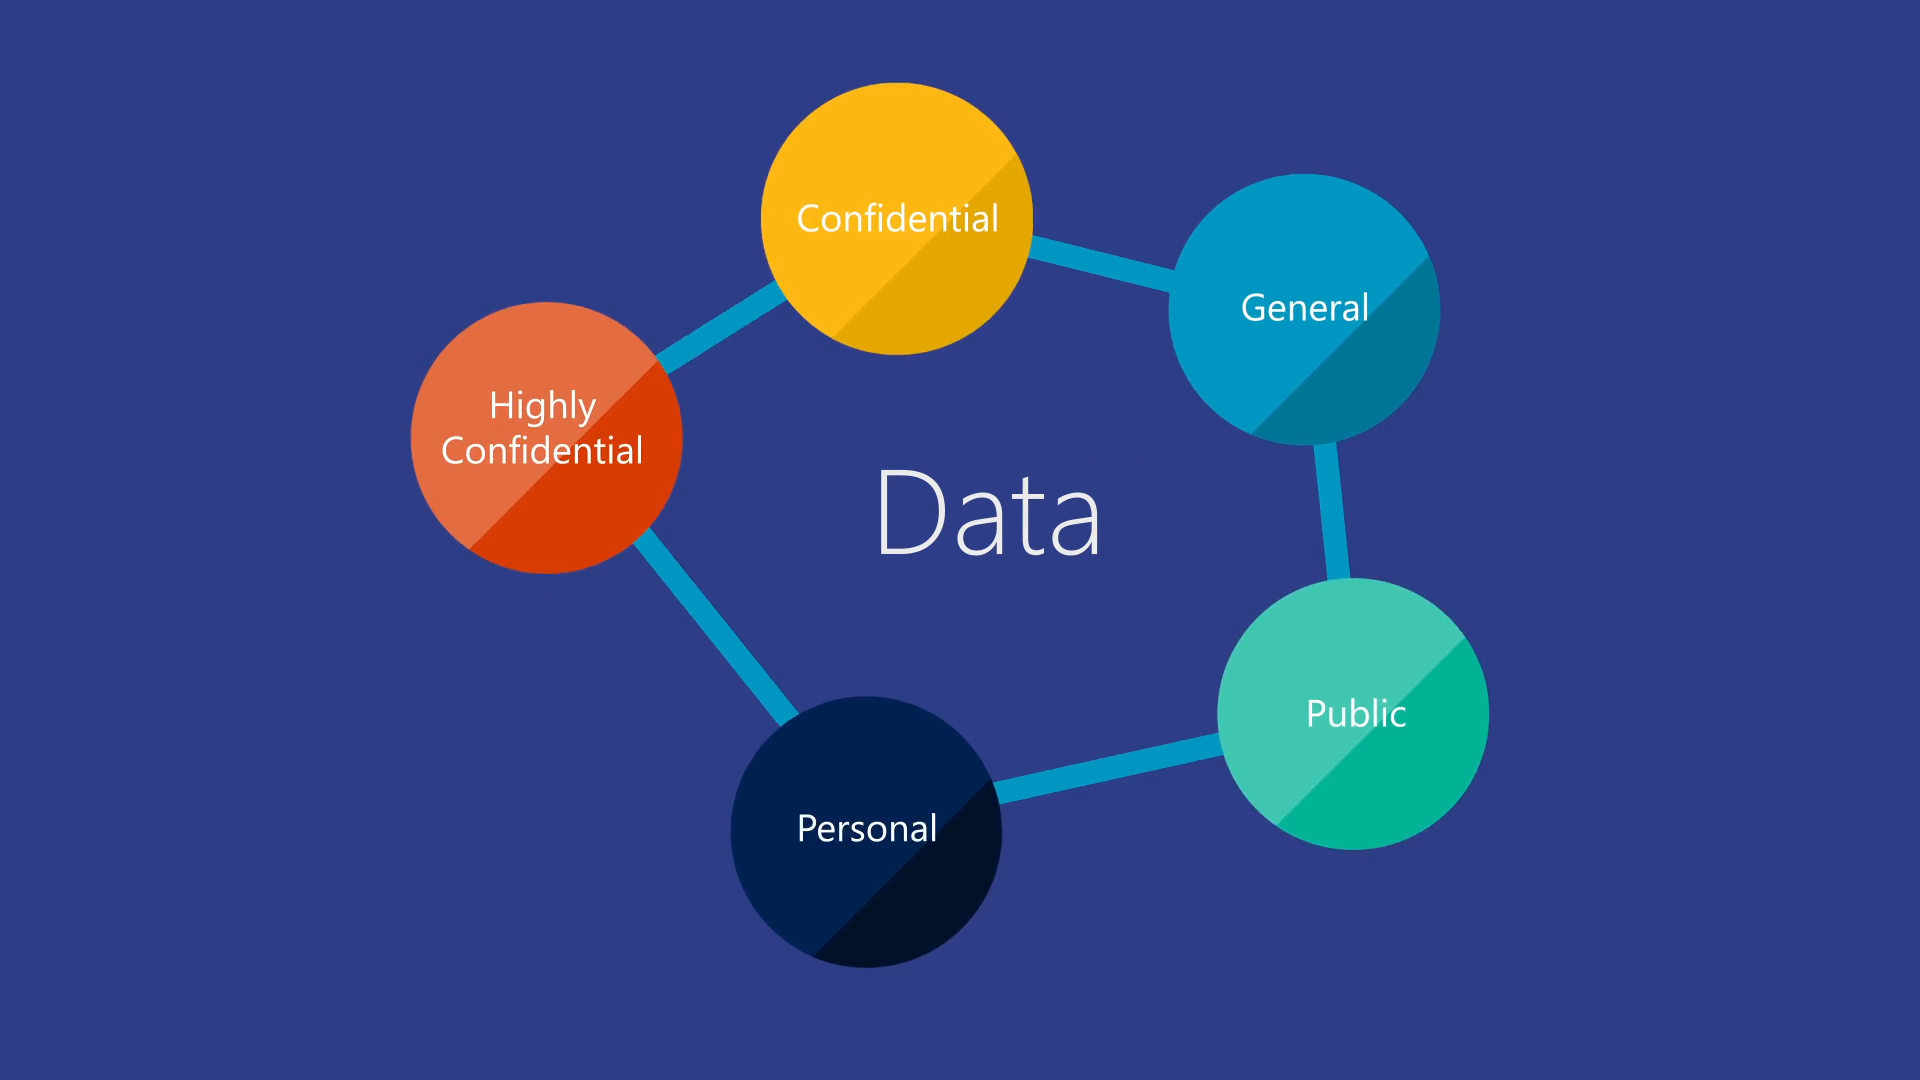 Confidential
General
Highly
Confidential
Data
Public
Personal